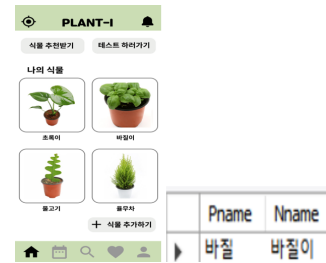 PLANT-I
식물 추천받기 테스트 하러가기
나의 식물
초록이 바질이
물고기 율무차
+ 식물 추가하기
Pname Nname
바질 바질이